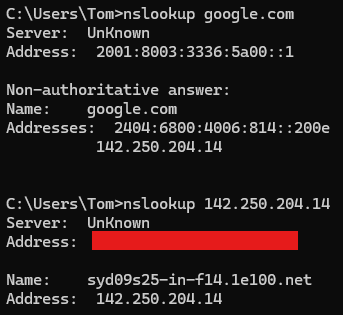 C:\Users\Tom>nslookup google.com
Server:  UnKnown
Address:  2001:8003:3336:5a00::1
Non-authoritative answer:
Name:    google.com
Addresses:  2404:6800:4006:814::200e
142.250.204.14
C:\Users\Tom>nslookup 142.250.204.14
Server:  UnKnown
Address:
Name:    syd09s25-in-f14.1e100.net
Address:  142.250.204.14